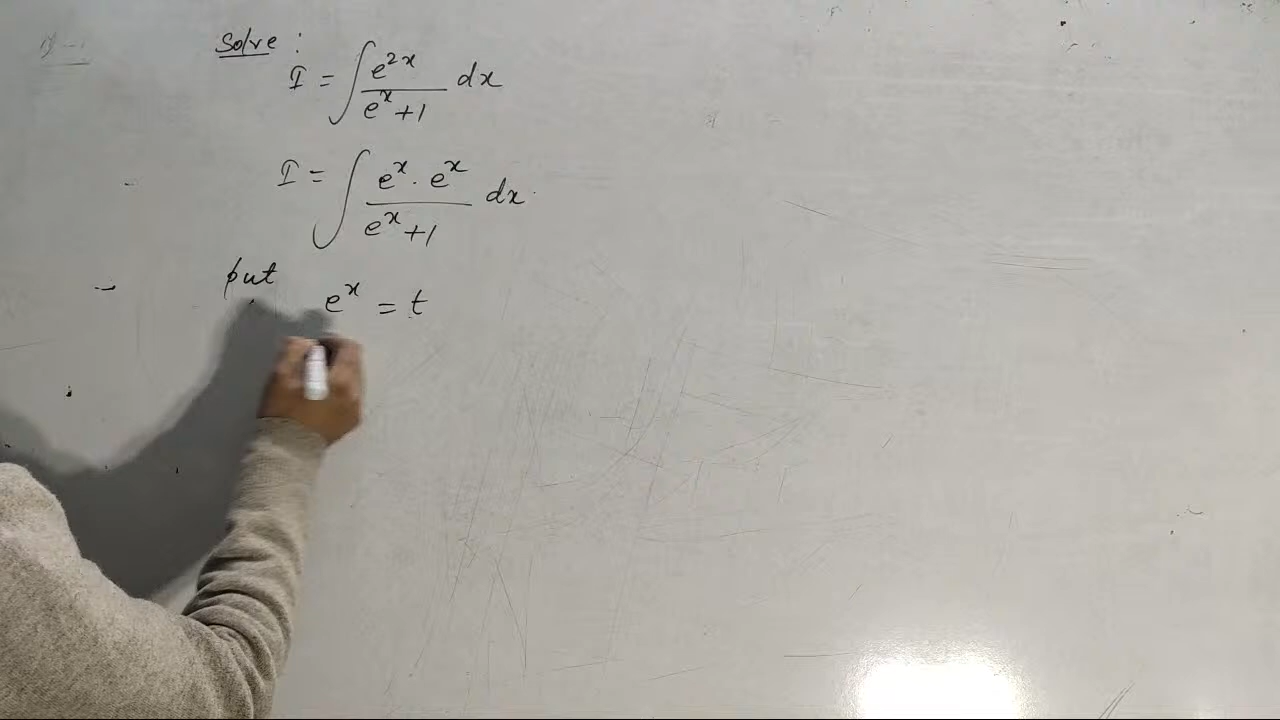 Solve :
I = ∫ e^{2x} / (e^x + 1) dx
I = ∫ (e^x · e^x) / (e^x + 1) dx
put
e^x = t